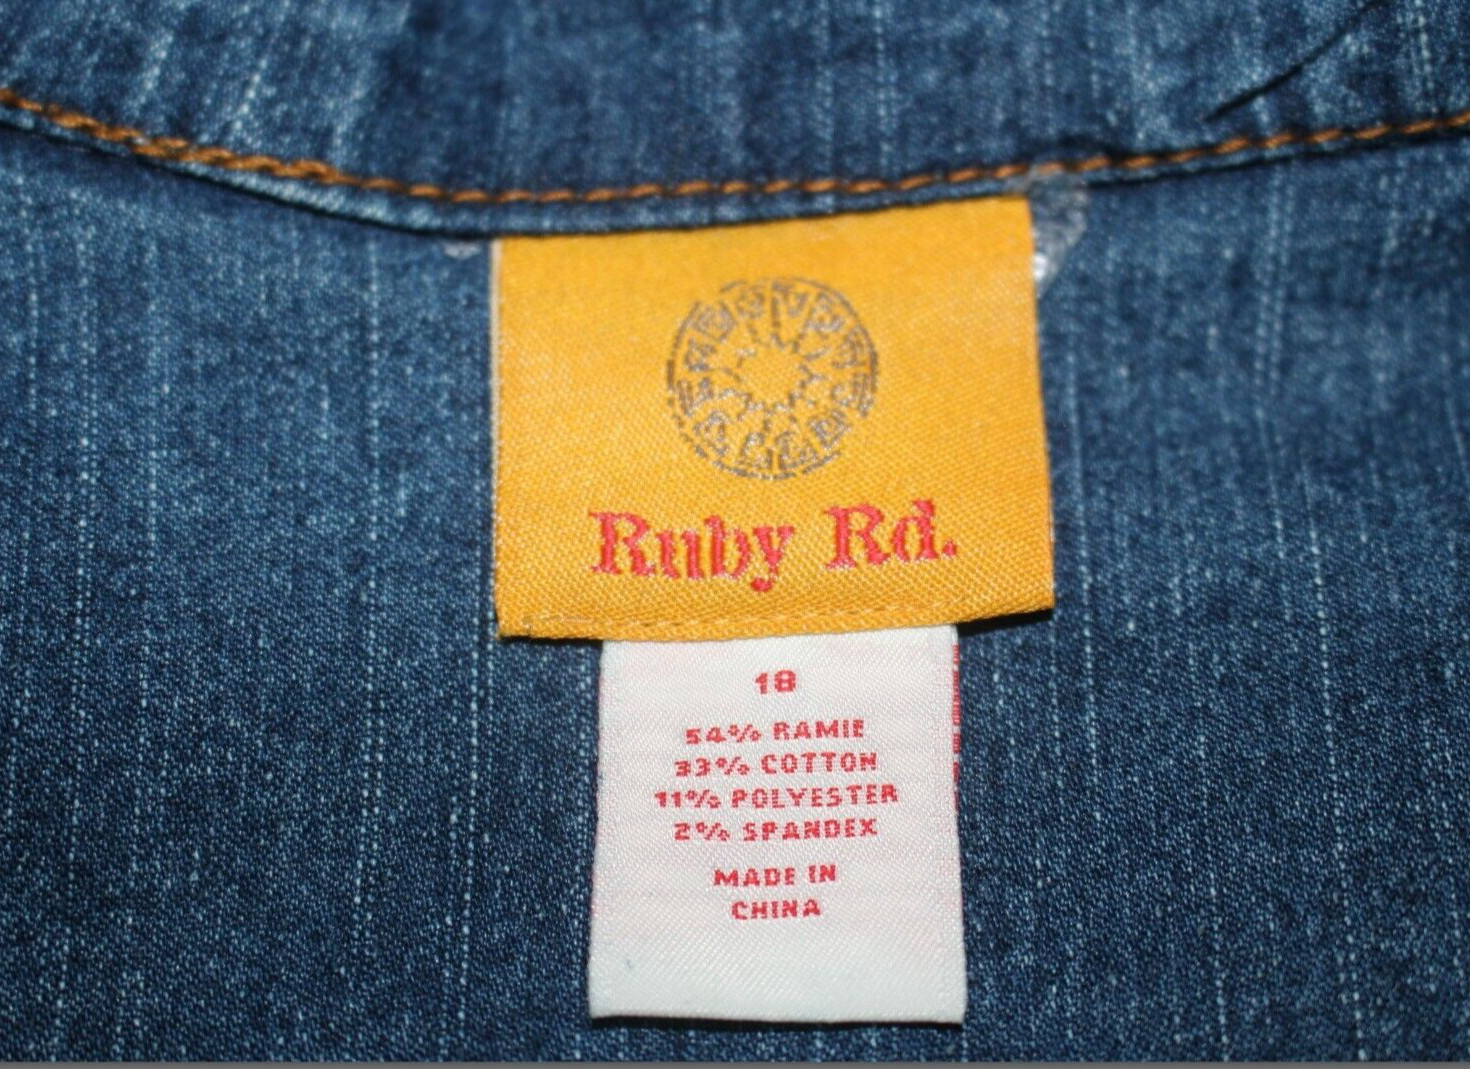 Ruby Rd.
18
54% RAMIE
33% COTTON
11% POLYESTER
2% SPANDEX
MADE IN
CHINA